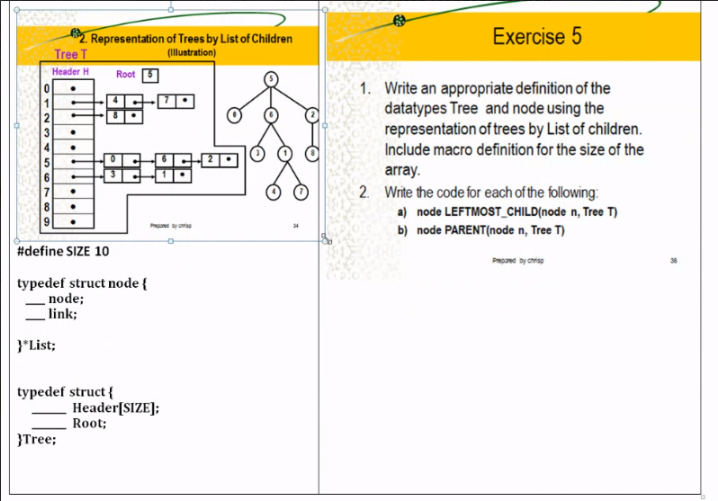 2. Representation of Trees by List of Children
(Illustration)
Tree T
Header H
Root 5
0
1 4 7
2 8
3
4
5 0 6 2
6 3 1
7
8
9
5
0 6 2
3 1 8
4 7
Prepared by chrisp 34
#define SIZE 10
typedef struct node {
___ node;
___ link;
}*List;
typedef struct {
_____ Header[SIZE];
_____ Root;
}Tree;
Exercise 5
1. Write an appropriate definition of the
datatypes Tree and node using the
representation of trees by List of children.
Include macro definition for the size of the
array.
2. Write the code for each of the following:
a) node LEFTMOST_CHILD(node n, Tree T)
b) node PARENT(node n, Tree T)
Prepared by chrisp 36